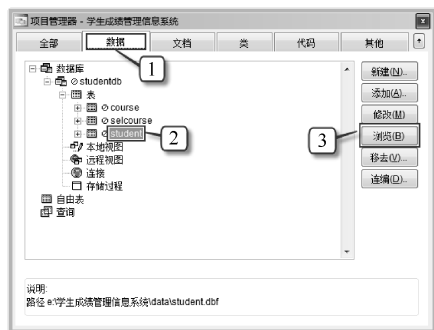 项目管理器 - 学生成绩管理信息系统
全部 数据 文档 类 代码 其他
1
数据库
studentdb
表
course
selcourse
student
2
本地视图
远程视图
连接
存储过程
自由表
查询
新建(N)...
添加(A)...
修改(M)
3
浏览(B)
移去(V)...
连编(D)...
说明:
路径 e:\学生成绩管理信息系统\data\student.dbf